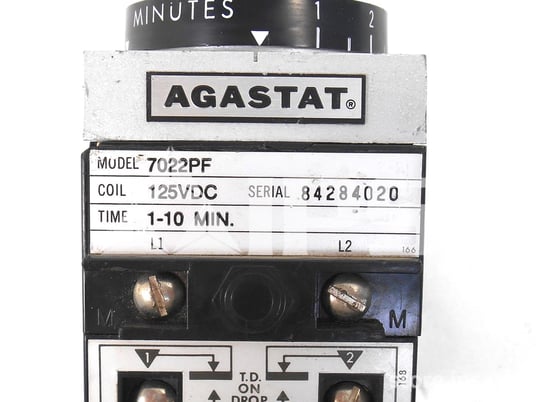 MINUTES 1 2
AGASTAT®
MODEL 7022PF
COIL 125VDC SERIAL 84284020
TIME 1-10 MIN.
L1 L2 166
M M
1 T.D. 2
ON
DROP
168